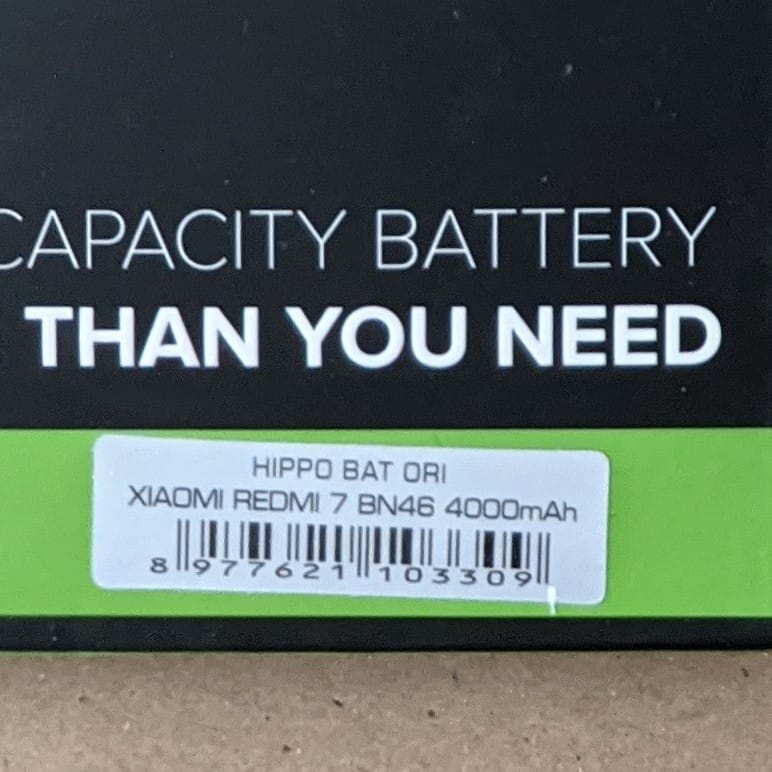 CAPACITY BATTERY
THAN YOU NEED
HIPPO BAT ORI
XIAOMI REDMI 7 BN46 4000mAh
8 977621 103309